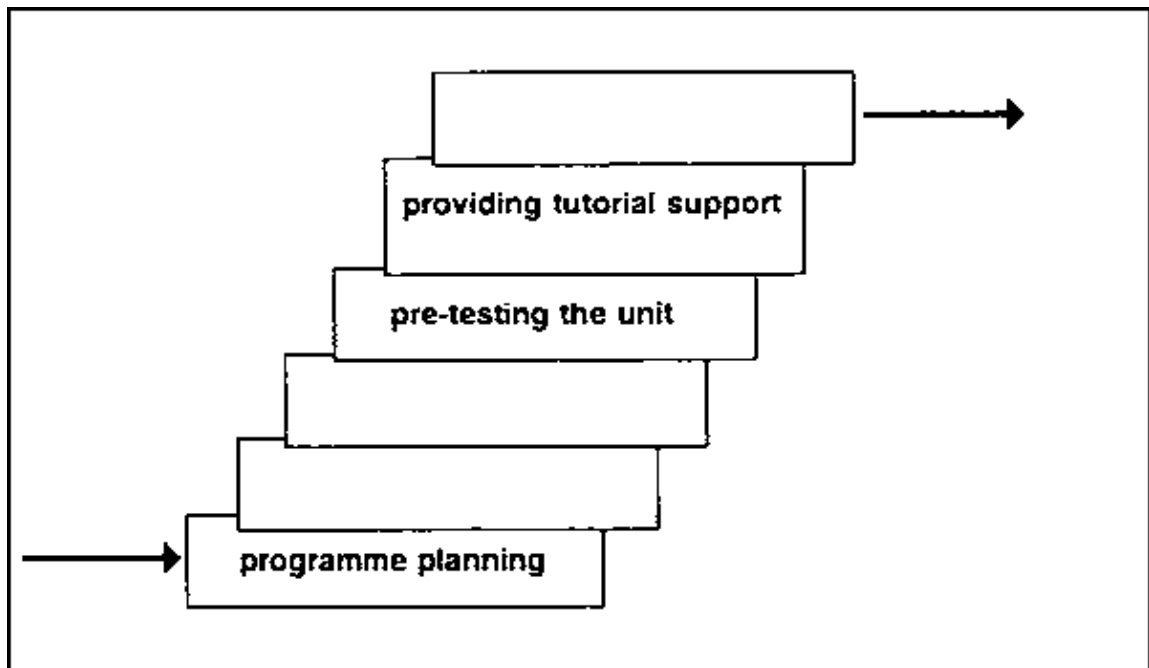 providing tutorial support
pre-testing the unit
programme planning